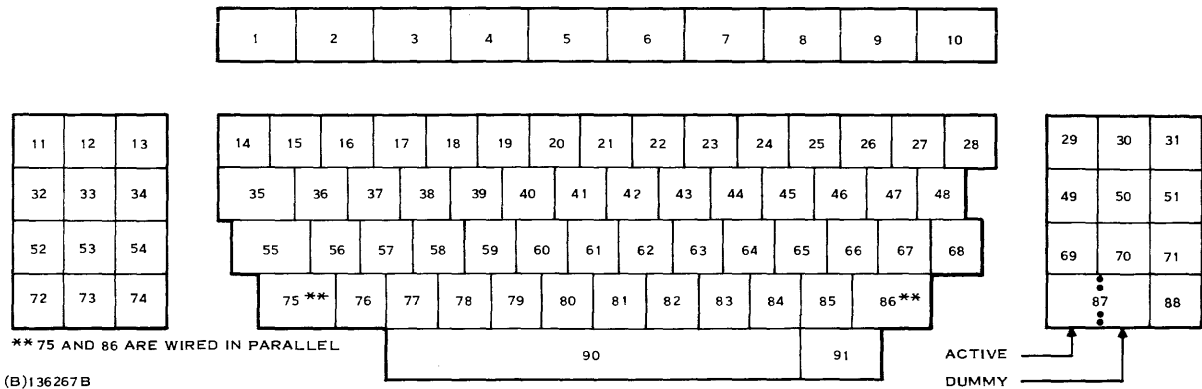 1 2 3 4 5 6 7 8 9 10
11 12 13 14 15 16 17 18 19 20 21 22 23 24 25 26 27 28 29 30 31
32 33 34 35 36 37 38 39 40 41 42 43 44 45 46 47 48 49 50 51
52 53 54 55 56 57 58 59 60 61 62 63 64 65 66 67 68 69 70 71
72 73 74 75 ** 76 77 78 79 80 81 82 83 84 85 86 ** 87 88
** 75 AND 86 ARE WIRED IN PARALLEL
90 91
ACTIVE
DUMMY
(B)136267B